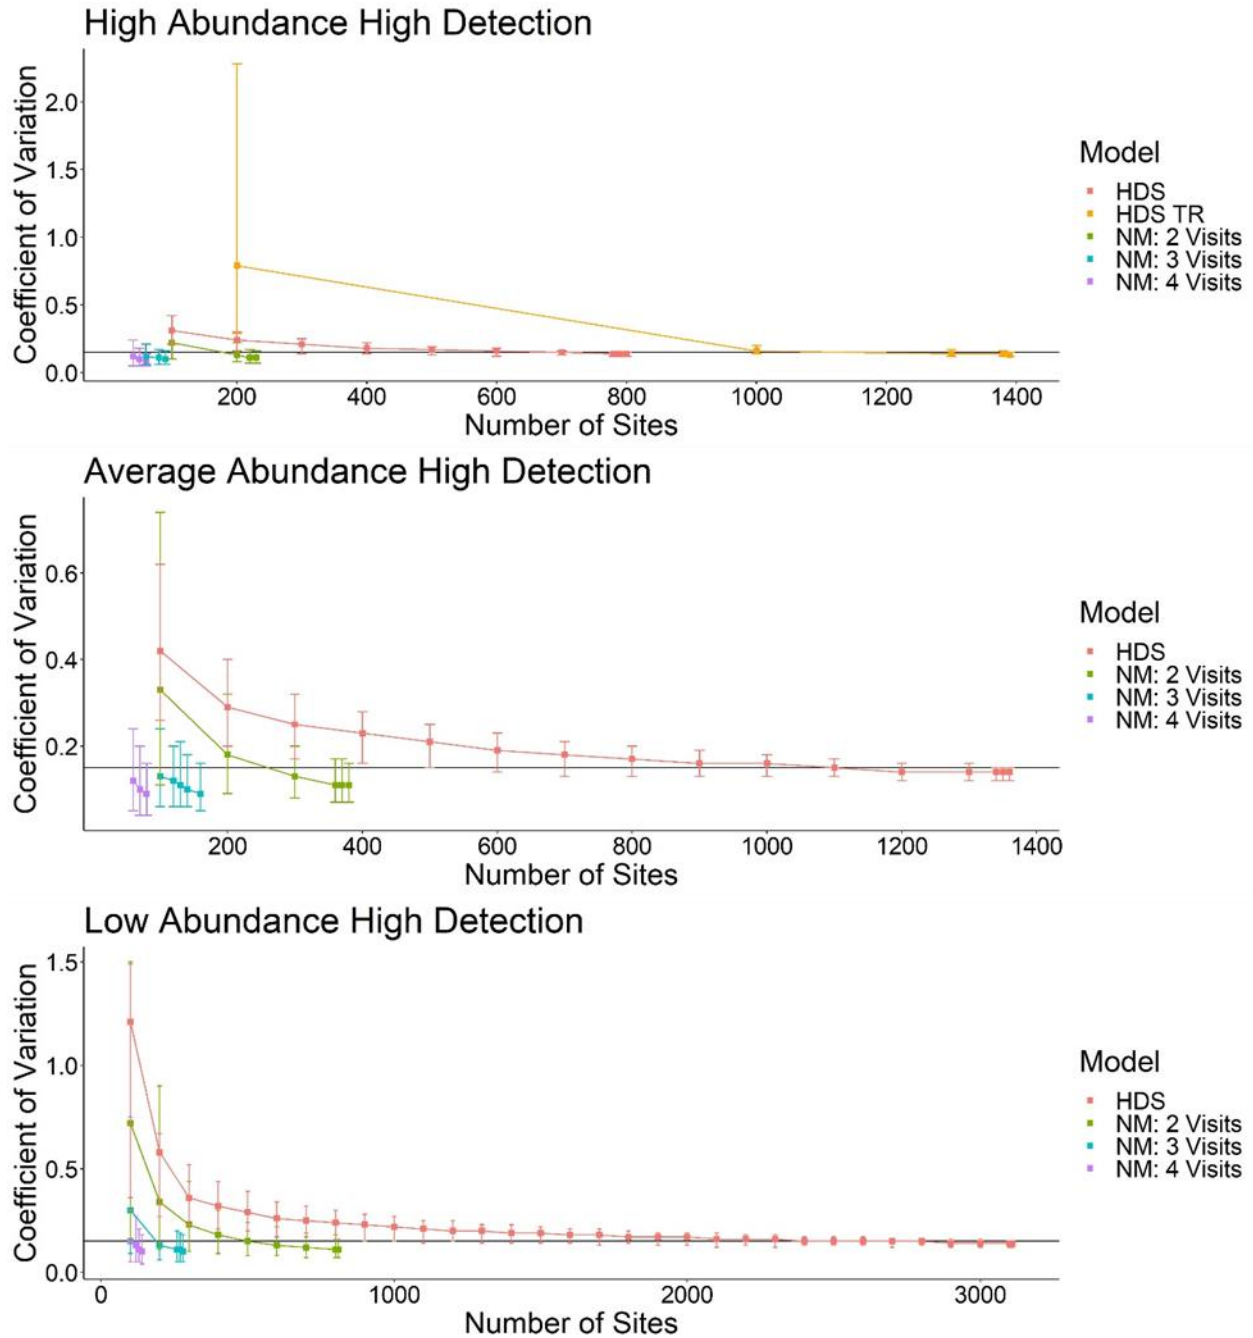 High Abundance High Detection
Coefficient of Variation
2.0
1.5
1.0
0.5
0.0
200
400
600
800
1000
1200
1400
Number of Sites
Model
HDS
HDS TR
NM: 2 Visits
NM: 3 Visits
NM: 4 Visits
Average Abundance High Detection
Coefficient of Variation
0.6
0.4
0.2
200
400
600
800
1000
1200
1400
Number of Sites
Model
HDS
NM: 2 Visits
NM: 3 Visits
NM: 4 Visits
Low Abundance High Detection
Coefficient of Variation
1.5
1.0
0.5
0.0
0
1000
2000
3000
Number of Sites
Model
HDS
NM: 2 Visits
NM: 3 Visits
NM: 4 Visits